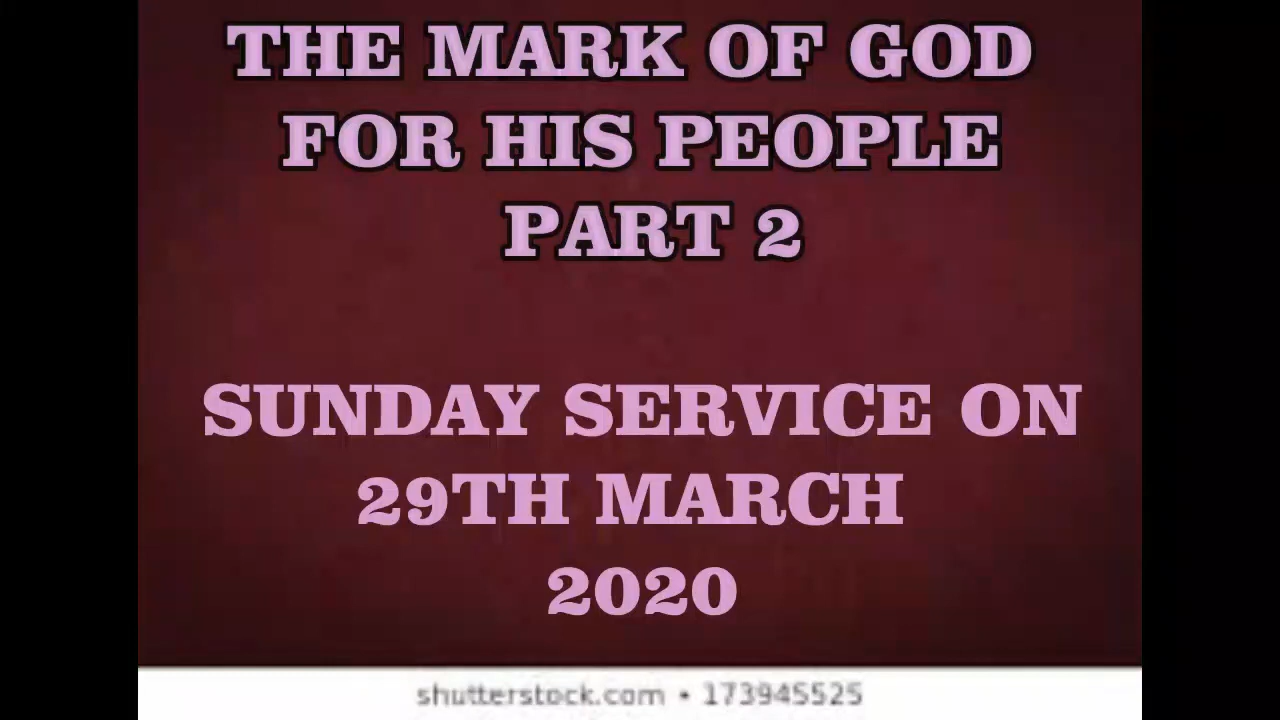 THE MARK OF GOD
FOR HIS PEOPLE
PART 2
SUNDAY SERVICE ON
29TH MARCH
2020
shutterstock.com • 173945525